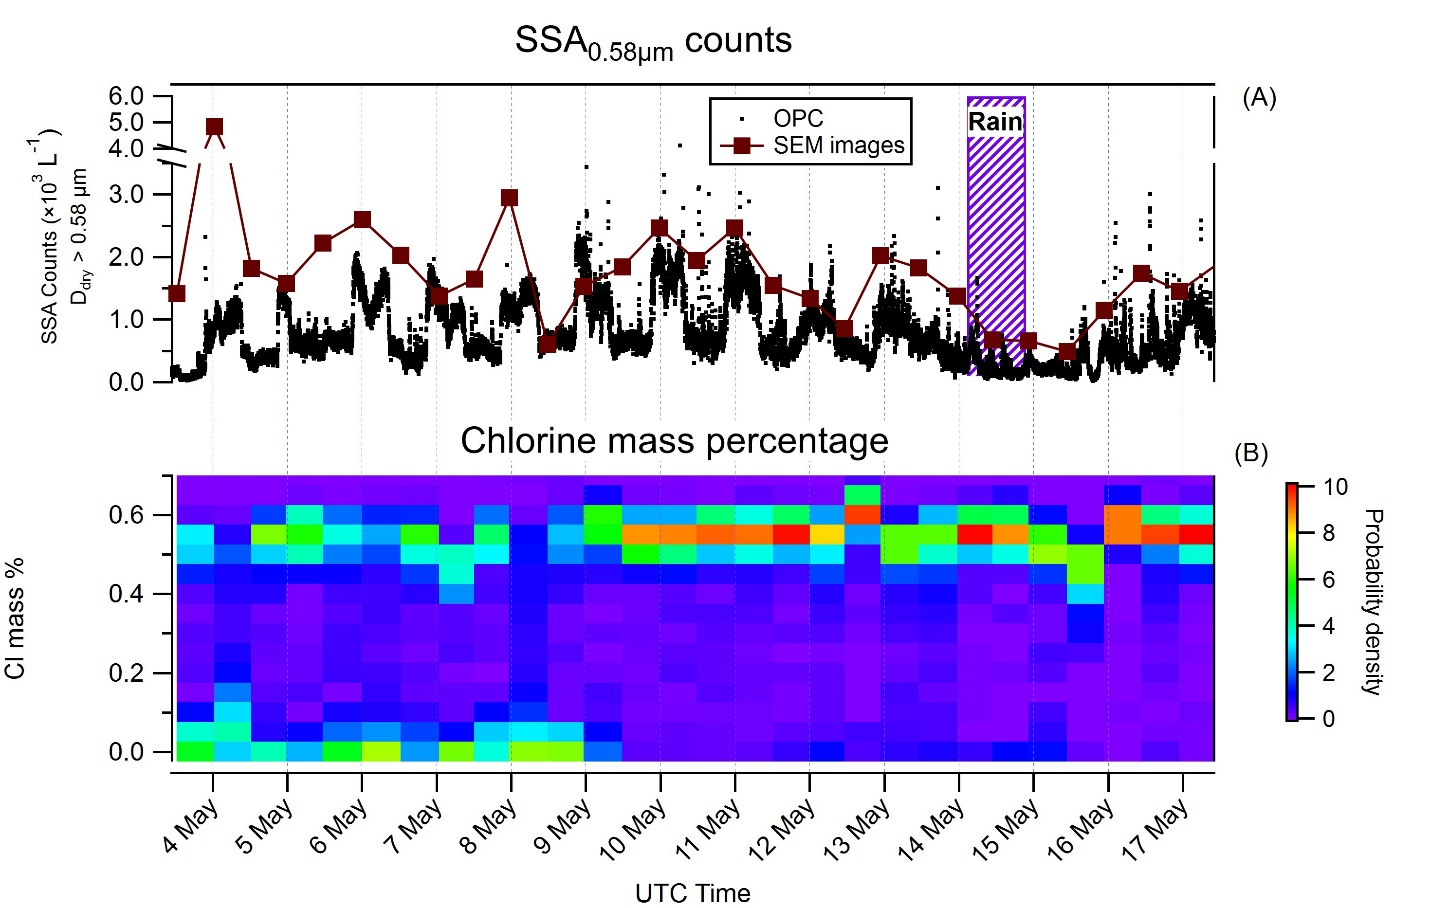 SSA0.58µm counts
(A)
6.0
5.0
4.0
3.0
2.0
1.0
0.0
SSA Counts (×10³ L⁻¹)
Ddry > 0.58 µm
OPC
SEM images
Rain
Chlorine mass percentage
(B)
0.6
0.4
0.2
0.0
Cl mass %
10
8
6
4
2
0
Probability density
4 May
5 May
6 May
7 May
8 May
9 May
10 May
11 May
12 May
13 May
14 May
15 May
16 May
17 May
UTC Time